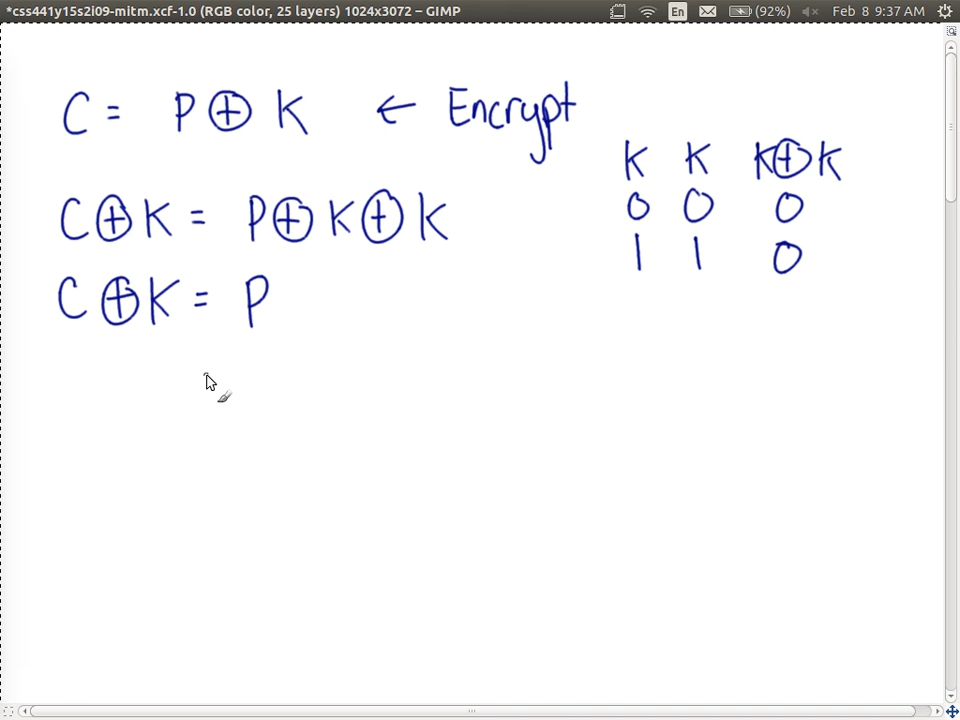 *css441y15s2i09-mitm.xcf-1.0 (RGB color, 25 layers) 1024x3072 – GIMP En (92%) Feb 8 9:37 AM
C = P ⊕ K ← Encrypt
C ⊕ K = P ⊕ K ⊕ K
C ⊕ K = P
K K K⊕K
0 0 0
1 1 0